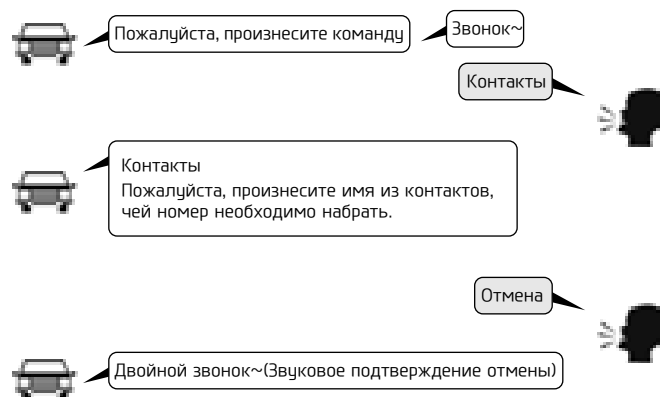 Пожалуйста, произнесите команду
Звонок~
Контакты
Контакты
Пожалуйста, произнесите имя из контактов,
чей номер необходимо набрать.
Отмена
Двойной звонок~(Звуковое подтверждение отмены)